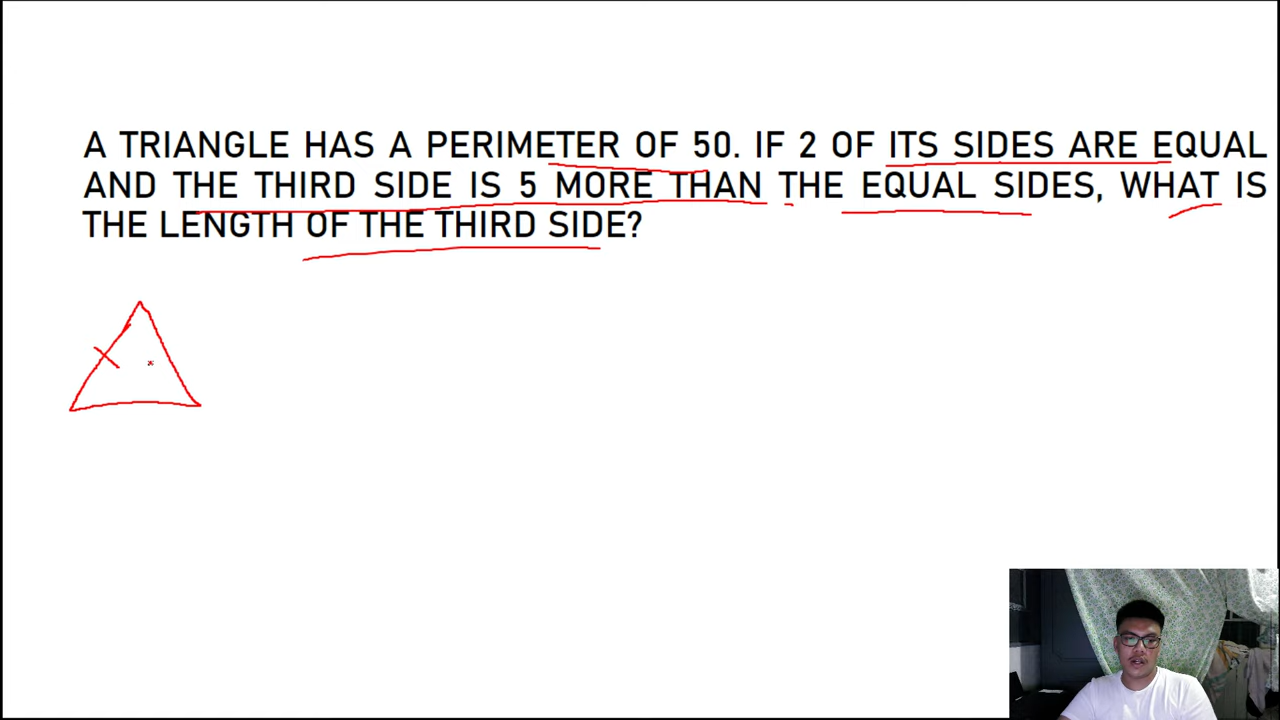 A TRIANGLE HAS A PERIMETER OF 50. IF 2 OF ITS SIDES ARE EQUAL
AND THE THIRD SIDE IS 5 MORE THAN THE EQUAL SIDES, WHAT IS
THE LENGTH OF THE THIRD SIDE?